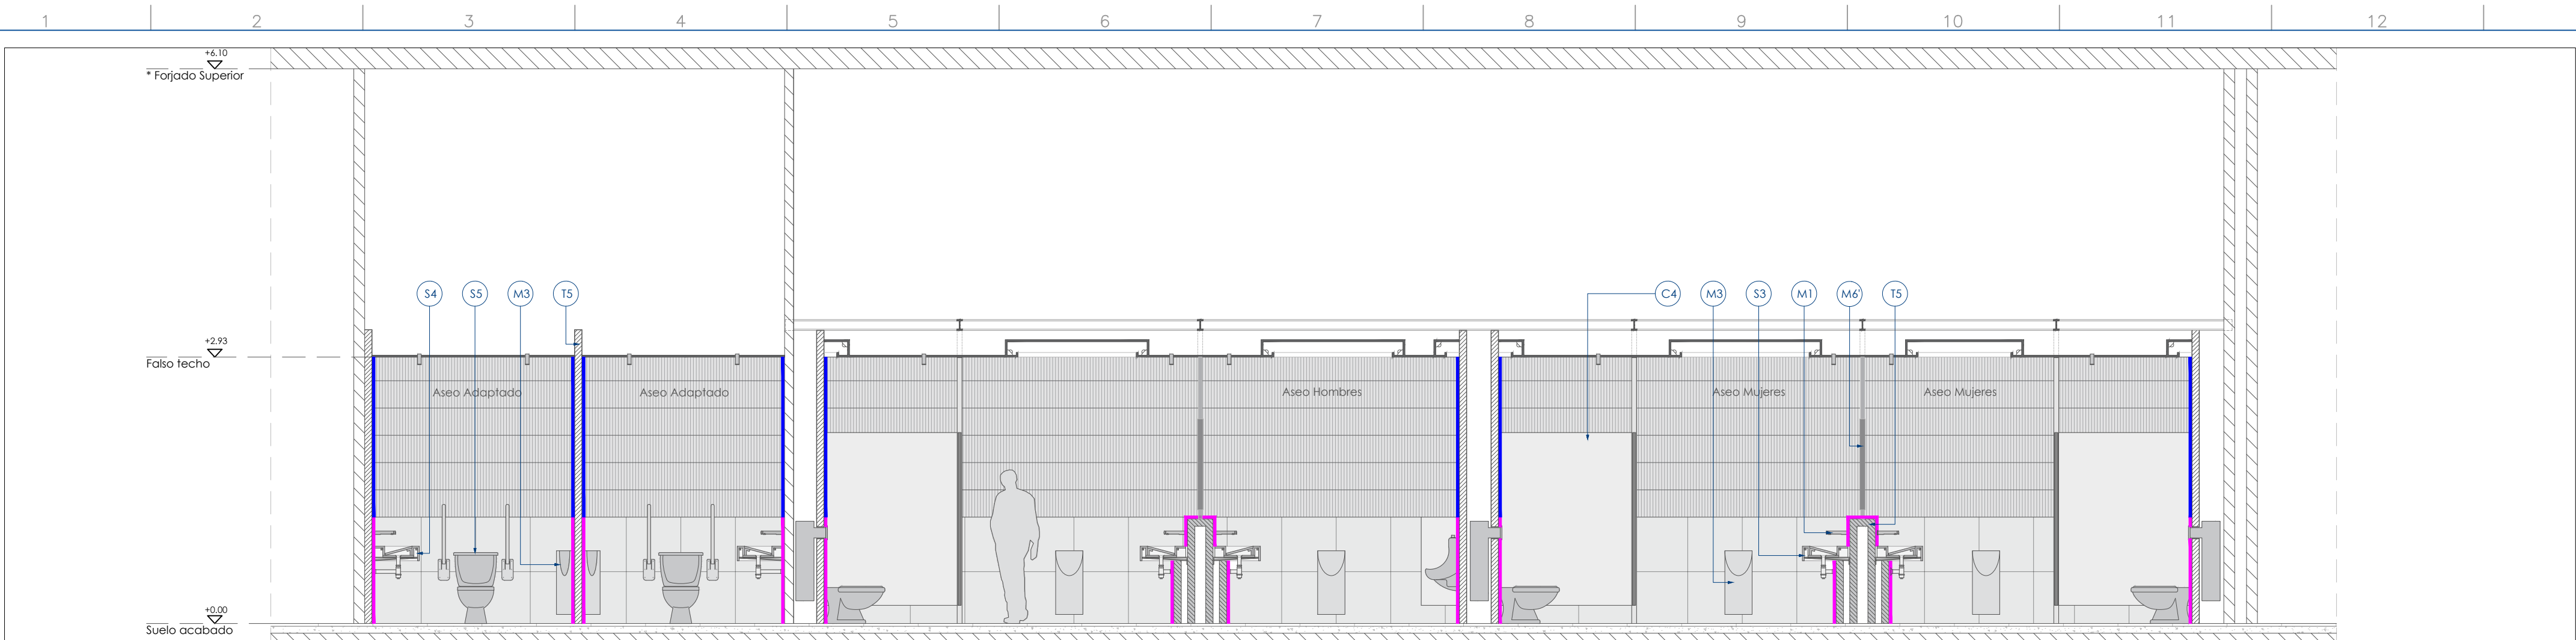 1 2 3 4 5 6 7 8 9 10 11 12
+6.10
* Forjado Superior
S4 S5 M3 T5 C4 M3 S3 M1 M6' T5
+2.93
Falso techo
Aseo Adaptado Aseo Adaptado Aseo Hombres Aseo Mujeres Aseo Mujeres
+0.00
Suelo acabado